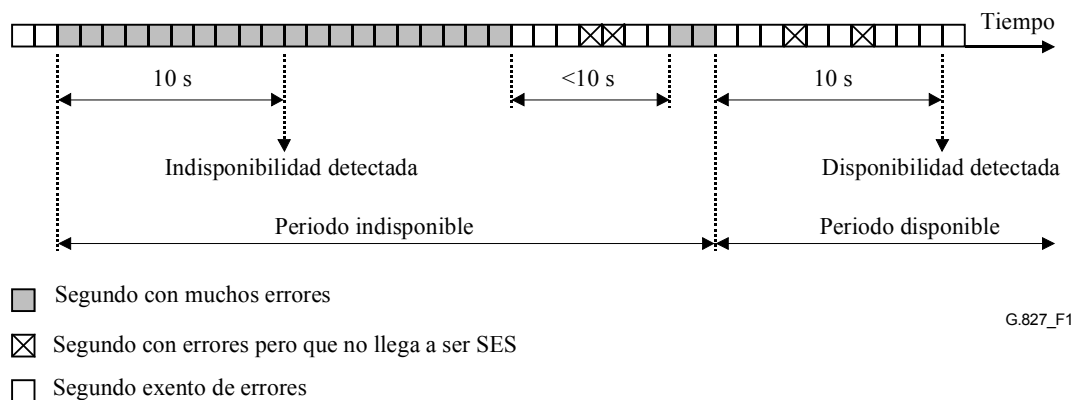 Tiempo
10 s
<10 s
10 s
Indisponibilidad detectada
Disponibilidad detectada
Periodo indisponible
Periodo disponible
Segundo con muchos errores
G.827_F1
Segundo con errores pero que no llega a ser SES
Segundo exento de errores